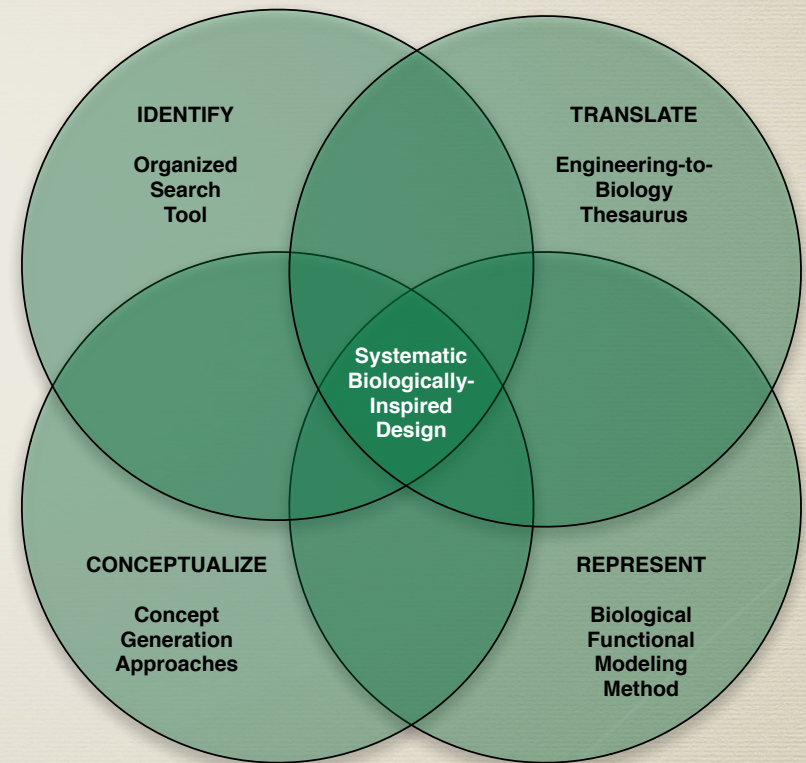 IDENTIFY
Organized
Search
Tool
TRANSLATE
Engineering-to-
Biology
Thesaurus
Systematic
Biologically-
Inspired
Design
CONCEPTUALIZE
Concept
Generation
Approaches
REPRESENT
Biological
Functional
Modeling
Method